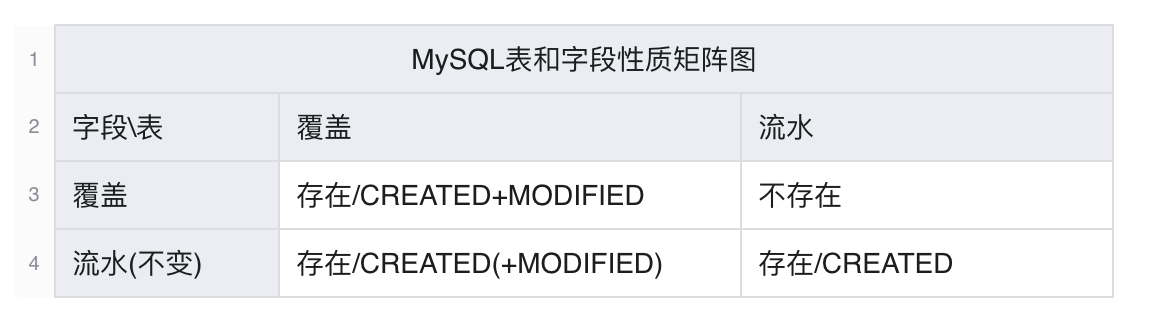 1 MySQL表和字段性质矩阵图
2 字段\表 覆盖 流水
3 覆盖 存在/CREATED+MODIFIED 不存在
4 流水(不变) 存在/CREATED(+MODIFIED) 存在/CREATED